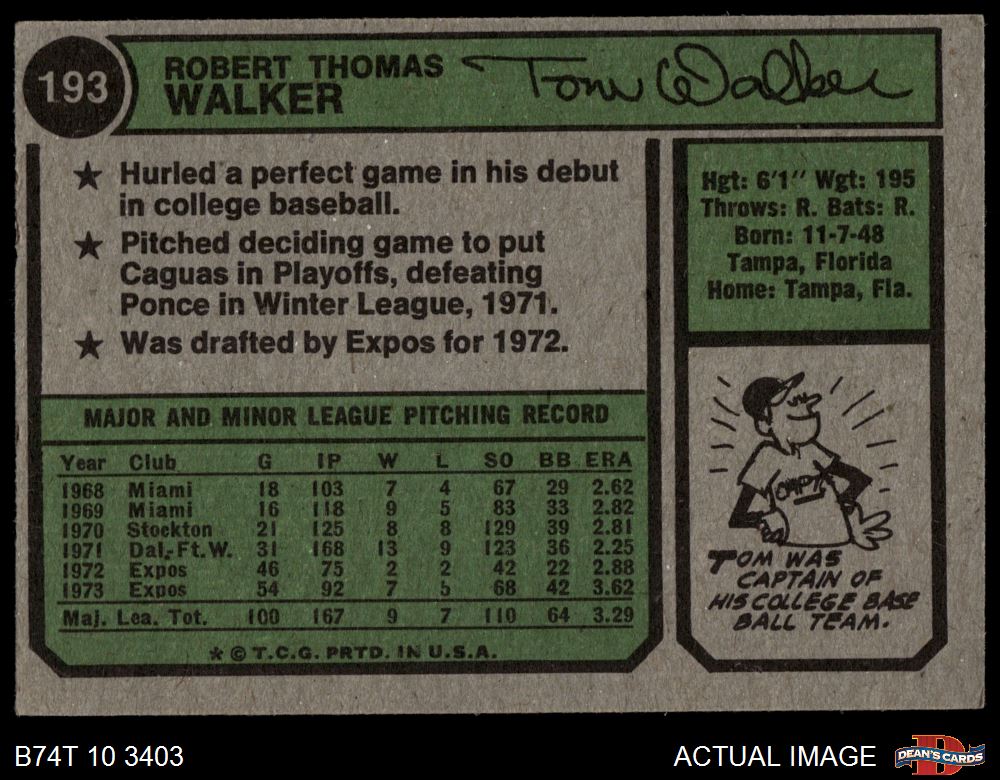 193
ROBERT THOMAS
WALKER
Tom Walker
★ Hurled a perfect game in his debut
in college baseball.
★ Pitched deciding game to put
Caguas in Playoffs, defeating
Ponce in Winter League, 1971.
★ Was drafted by Expos for 1972.
Hgt: 6'1" Wgt: 195
Throws: R. Bats: R.
Born: 11-7-48
Tampa, Florida
Home: Tampa, Fla.
MAJOR AND MINOR LEAGUE PITCHING RECORD
Year Club G IP W L SO BB ERA
1968 Miami 18 103 7 4 67 29 2.62
1969 Miami 16 118 9 5 83 33 2.82
1970 Stockton 21 125 8 8 129 39 2.81
1971 Dal.-Ft.W. 31 168 13 9 123 36 2.25
1972 Expos 46 75 2 2 42 22 2.88
1973 Expos 54 92 7 5 68 42 3.62
Maj. Lea. Tot. 100 167 9 7 110 64 3.29
* © T.C.G. PRTD. IN U.S.A.
CAPT.
TOM WAS
CAPTAIN OF
HIS COLLEGE BASE
BALL TEAM.
B74T 10 3403
ACTUAL IMAGE
D
DEAN'S CARDS